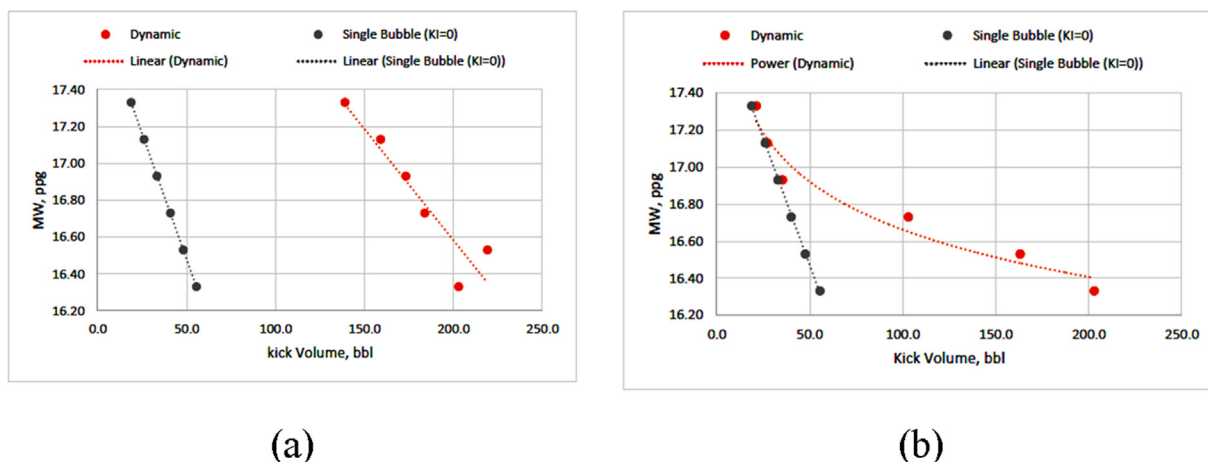 Dynamic Single Bubble (KI=0)
Linear (Dynamic) Linear (Single Bubble (KI=0))
17.40
17.20
17.00
16.80
16.60
16.40
16.20
MW, ppg
0.0 50.0 100.0 150.0 200.0 250.0
kick Volume, bbl
(a)
Dynamic Single Bubble (KI=0)
Power (Dynamic) Linear (Single Bubble (KI=0))
17.40
17.20
17.00
16.80
16.60
16.40
16.20
MW, ppg
0.0 50.0 100.0 150.0 200.0 250.0
Kick Volume, bbl
(b)